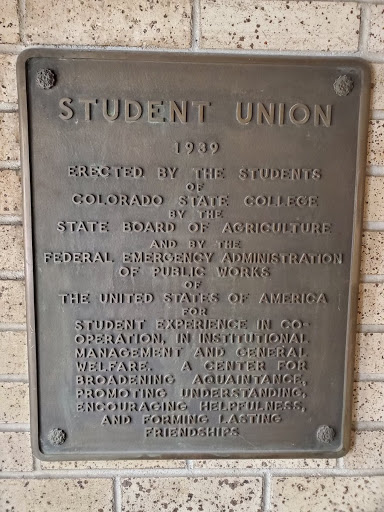 STUDENT UNION
1939
ERECTED BY THE STUDENTS
OF
COLORADO STATE COLLEGE
BY THE
STATE BOARD OF AGRICULTURE
AND BY THE
FEDERAL EMERGENCY ADMINISTRATION
OF PUBLIC WORKS
OF
THE UNITED STATES OF AMERICA
FOR
STUDENT EXPERIENCE IN CO-
OPERATION, IN INSTITUTIONAL
MANAGEMENT AND GENERAL
WELFARE. A CENTER FOR
BROADENING AQUAINTANCE,
PROMOTING UNDERSTANDING,
ENCOURAGING HELPFULNESS,
AND FORMING LASTING
FRIENDSHIPS